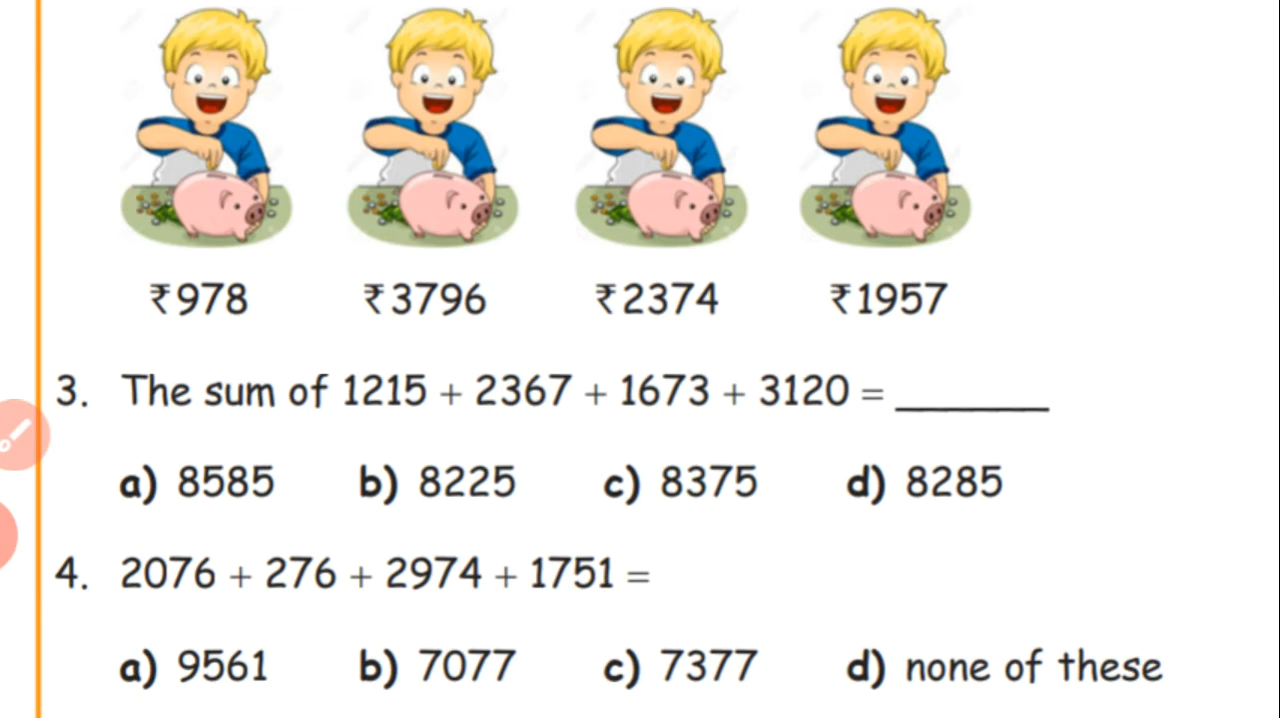 ₹978 ₹3796 ₹2374 ₹1957
3. The sum of 1215 + 2367 + 1673 + 3120 = _______
a) 8585 b) 8225 c) 8375 d) 8285
4. 2076 + 276 + 2974 + 1751 =
a) 9561 b) 7077 c) 7377 d) none of these